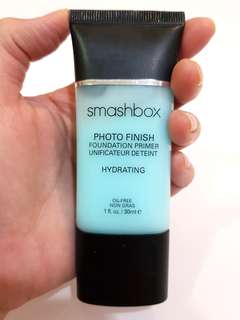 smashbox
PHOTO FINISH
FOUNDATION PRIMER
UNIFICATEUR DE TEINT
HYDRATING
OIL-FREE
NON GRAS
1 fl. oz. / 30ml ℮